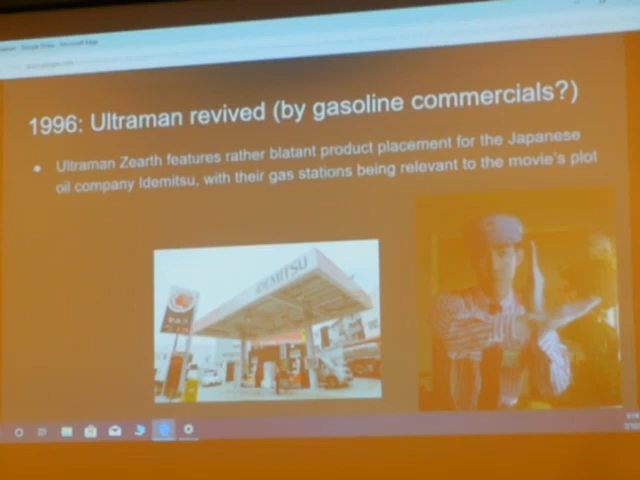 1996: Ultraman revived (by gasoline commercials?)
Ultraman Zearth features rather blatant product placement for the Japanese
oil company Idemitsu, with their gas stations being relevant to the movie's plot
IDEMITSU